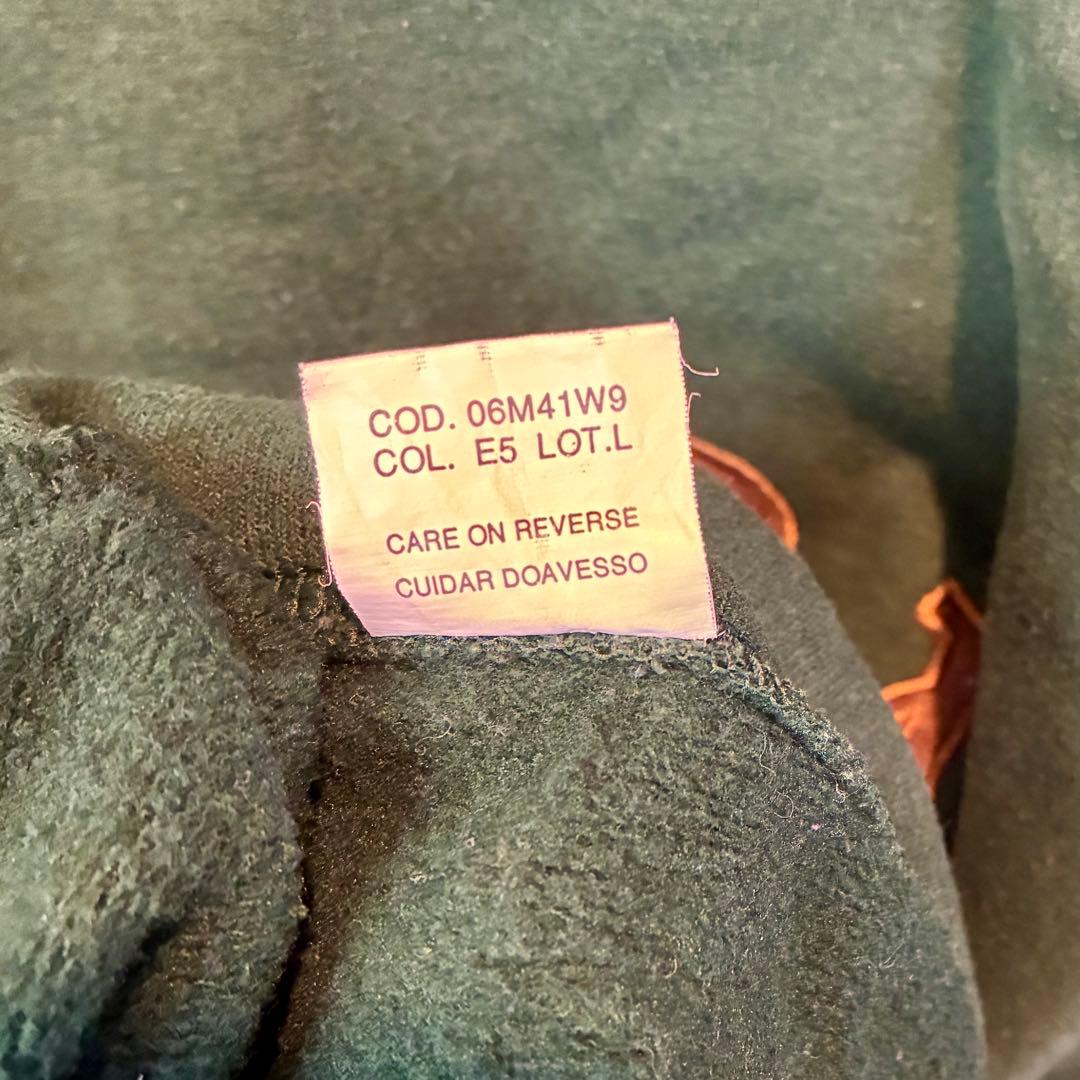 COD. 06M41W9
COL. E5 LOT.L
CARE ON REVERSE
CUIDAR DOAVESSO